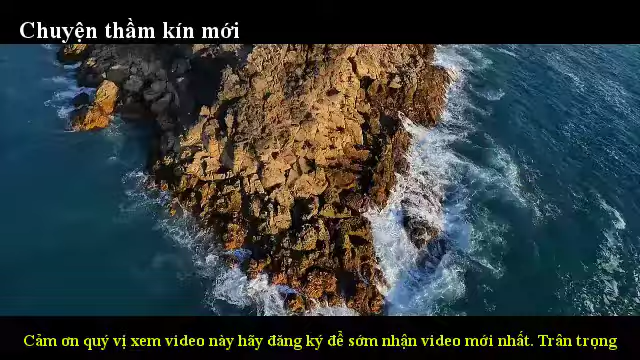 Chuyện thầm kín mới
Cảm ơn quý vị xem video này hãy đăng ký để sớm nhận video mới nhất. Trân trọng